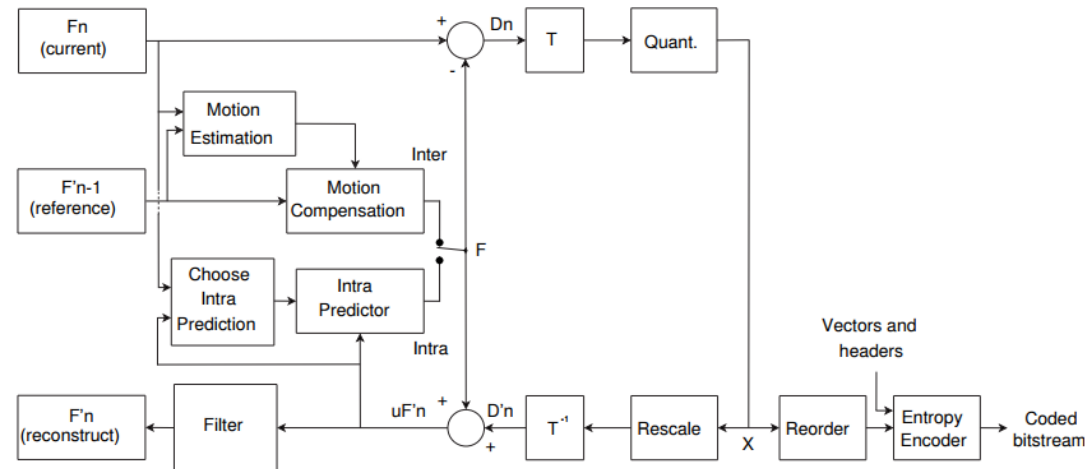 Fn
(current)
+
Dn
T
Quant.
-
Motion
Estimation
Inter
F'n-1
(reference)
Motion
Compensation
F
Choose
Intra
Prediction
Intra
Predictor
Intra
Vectors and
headers
F'n
(reconstruct)
Filter
uF'n
+
D'n
+
T-1
Rescale
X
Reorder
Entropy
Encoder
Coded
bitstream